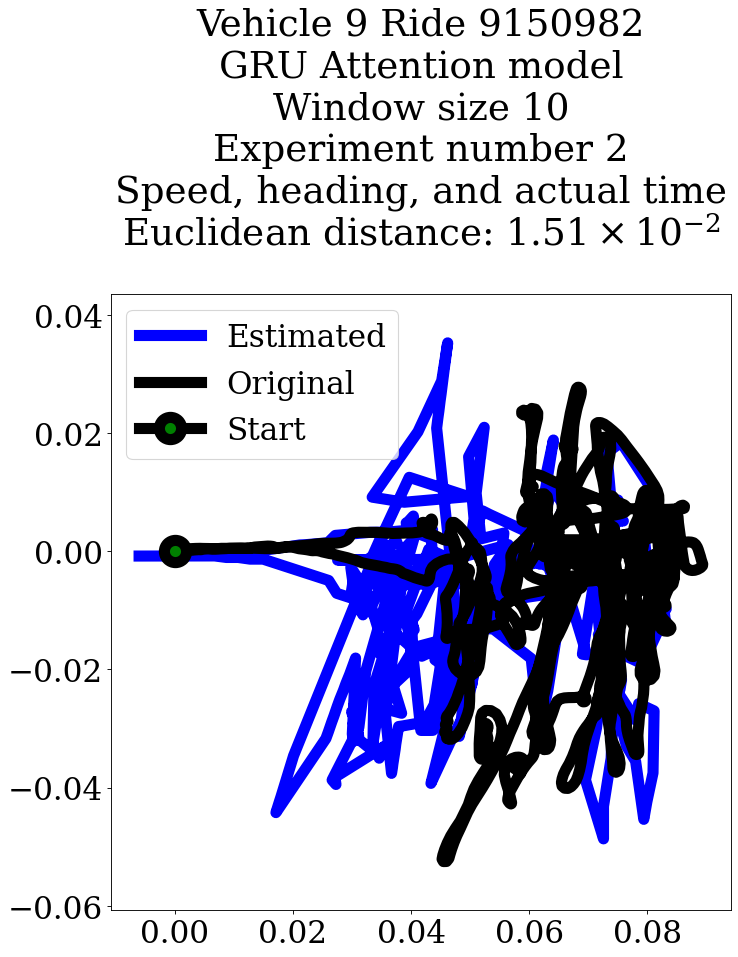 Vehicle 9 Ride 9150982
GRU Attention model
Window size 10
Experiment number 2
Speed, heading, and actual time
Euclidean distance: 1.51 × 10⁻²
0.04
0.02
0.00
−0.02
−0.04
−0.06
Estimated
Original
Start
0.00 0.02 0.04 0.06 0.08